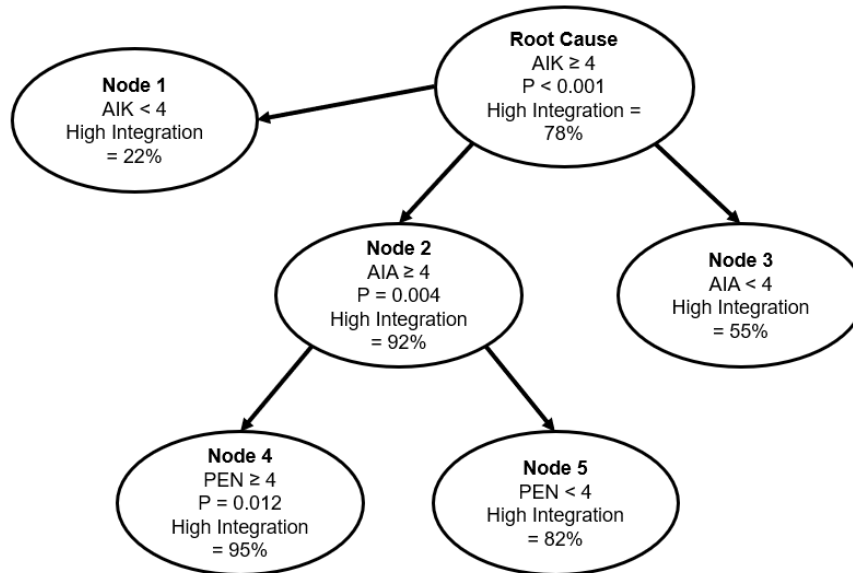 Root Cause
AIK ≥ 4
P < 0.001
High Integration =
78%
Node 1
AIK < 4
High Integration
= 22%
Node 2
AIA ≥ 4
P = 0.004
High Integration
= 92%
Node 3
AIA < 4
High Integration
= 55%
Node 4
PEN ≥ 4
P = 0.012
High Integration
= 95%
Node 5
PEN < 4
High Integration
= 82%